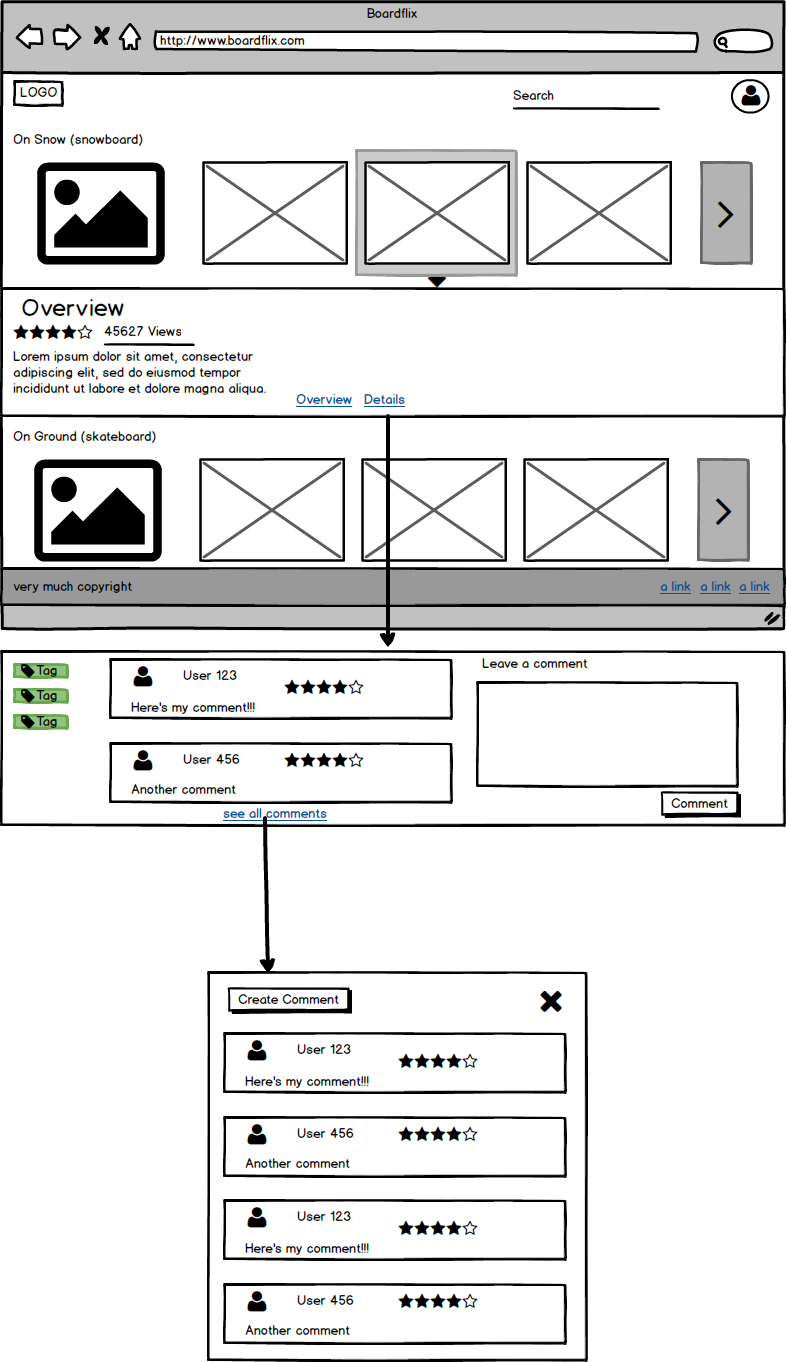 Boardflix
http://www.boardflix.com
LOGO
Search
On Snow (snowboard)
Overview
45627 Views
Lorem ipsum dolor sit amet, consectetur
adipiscing elit, sed do eiusmod tempor
incididunt ut labore et dolore magna aliqua.
Overview Details
On Ground (skateboard)
very much copyright
a link a link a link
Tag
Tag
Tag
User 123
Here's my comment!!!
User 456
Another comment
see all comments
Leave a comment
Comment
Create Comment
User 123
Here's my comment!!!
User 456
Another comment
User 123
Here's my comment!!!
User 456
Another comment